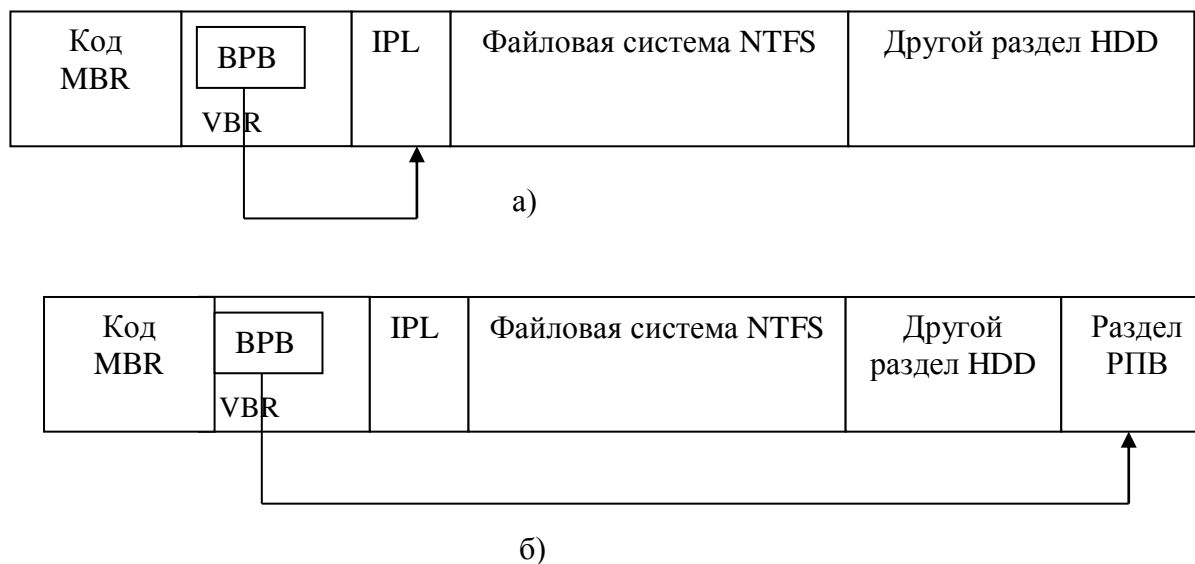 Код
MBR
BPB
VBR
IPL
Файловая система NTFS
Другой раздел HDD
а)
Код
MBR
BPB
VBR
IPL
Файловая система NTFS
Другой
раздел HDD
Раздел
РПВ
б)